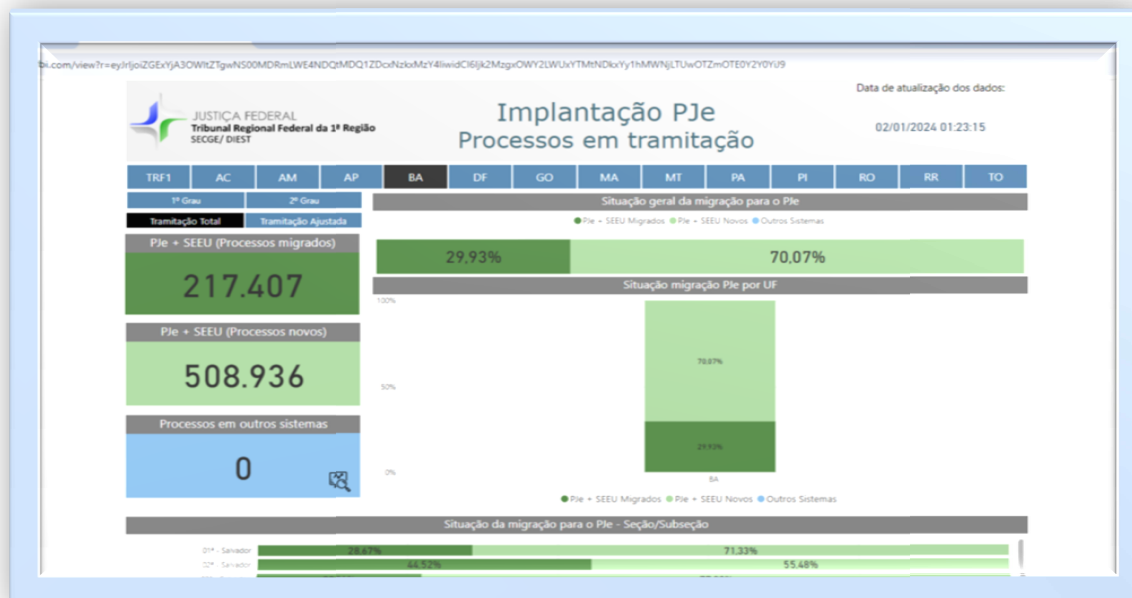 JUSTIÇA FEDERAL
Tribunal Regional Federal da 1ª Região
SECGE/ DIEST
Implantação PJe
Processos em tramitação
Data de atualização dos dados:
02/01/2024 01:23:15
TRF1 AC AM AP BA DF GO MA MT PA PI RO RR TO
1º Grau 2º Grau
Tramitação Total Tramitação Ajustada
Situação geral da migração para o PJe
PJe + SEEU Migrados PJe + SEEU Novos Outros Sistemas
PJe + SEEU (Processos migrados)
217.407
29,93% 70,07%
Situação migração PJe por UF
PJe + SEEU (Processos novos)
508.936
Processos em outros sistemas
0
100%
50%
0%
70,07%
29,93%
BA
PJe + SEEU Migrados PJe + SEEU Novos Outros Sistemas
Situação da migração para o PJe - Seção/Subseção
01ª - Salvador 28,67% 71,33%
02ª - Salvador 44,52% 55,48%